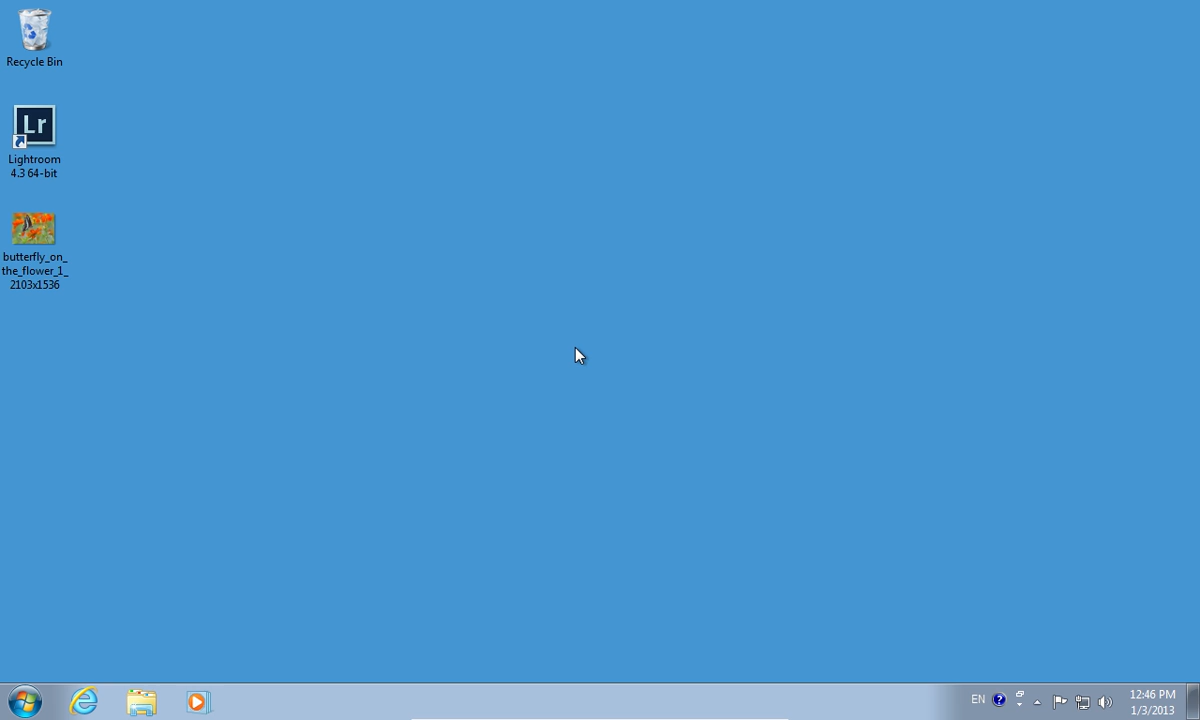 Recycle Bin
Lr
Lightroom
4.3 64-bit
butterfly_on_
the_flower_1_
2103x1536
EN
?
12:46 PM
1/3/2013